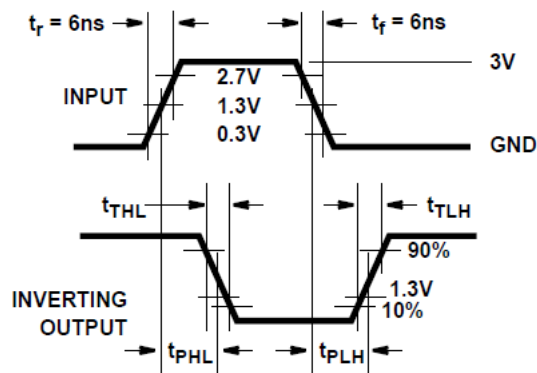 tr = 6ns
tf = 6ns
3V
2.7V
INPUT
1.3V
0.3V
GND
tTHL
tTLH
90%
INVERTING
OUTPUT
1.3V
10%
tPHL
tPLH